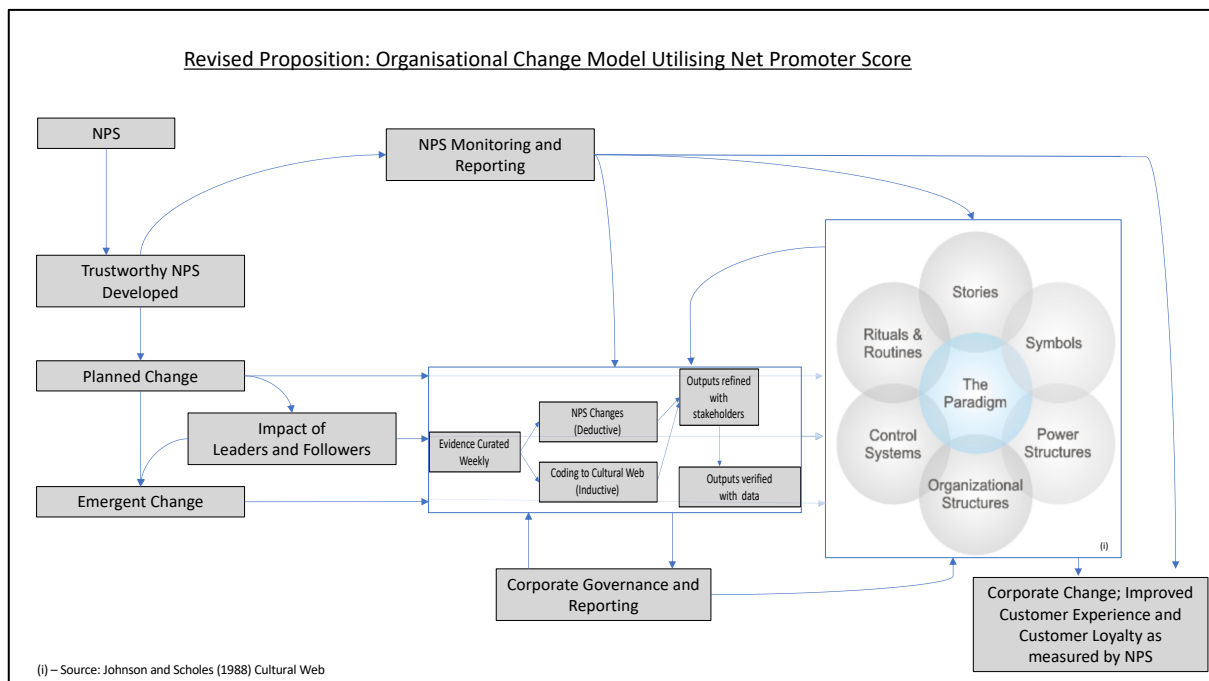 Revised Proposition: Organisational Change Model Utilising Net Promoter Score
NPS
NPS Monitoring and
Reporting
Trustworthy NPS
Developed
Planned Change
Impact of
Leaders and Followers
Emergent Change
Evidence Curated
Weekly
NPS Changes
(Deductive)
Coding to Cultural Web
(Inductive)
Outputs refined
with
stakeholders
Outputs verified
with data
Corporate Governance and
Reporting
Stories
Rituals &
Routines
Symbols
The
Paradigm
Control
Systems
Power
Structures
Organizational
Structures
(i)
Corporate Change; Improved
Customer Experience and
Customer Loyalty as
measured by NPS
(i) – Source: Johnson and Scholes (1988) Cultural Web